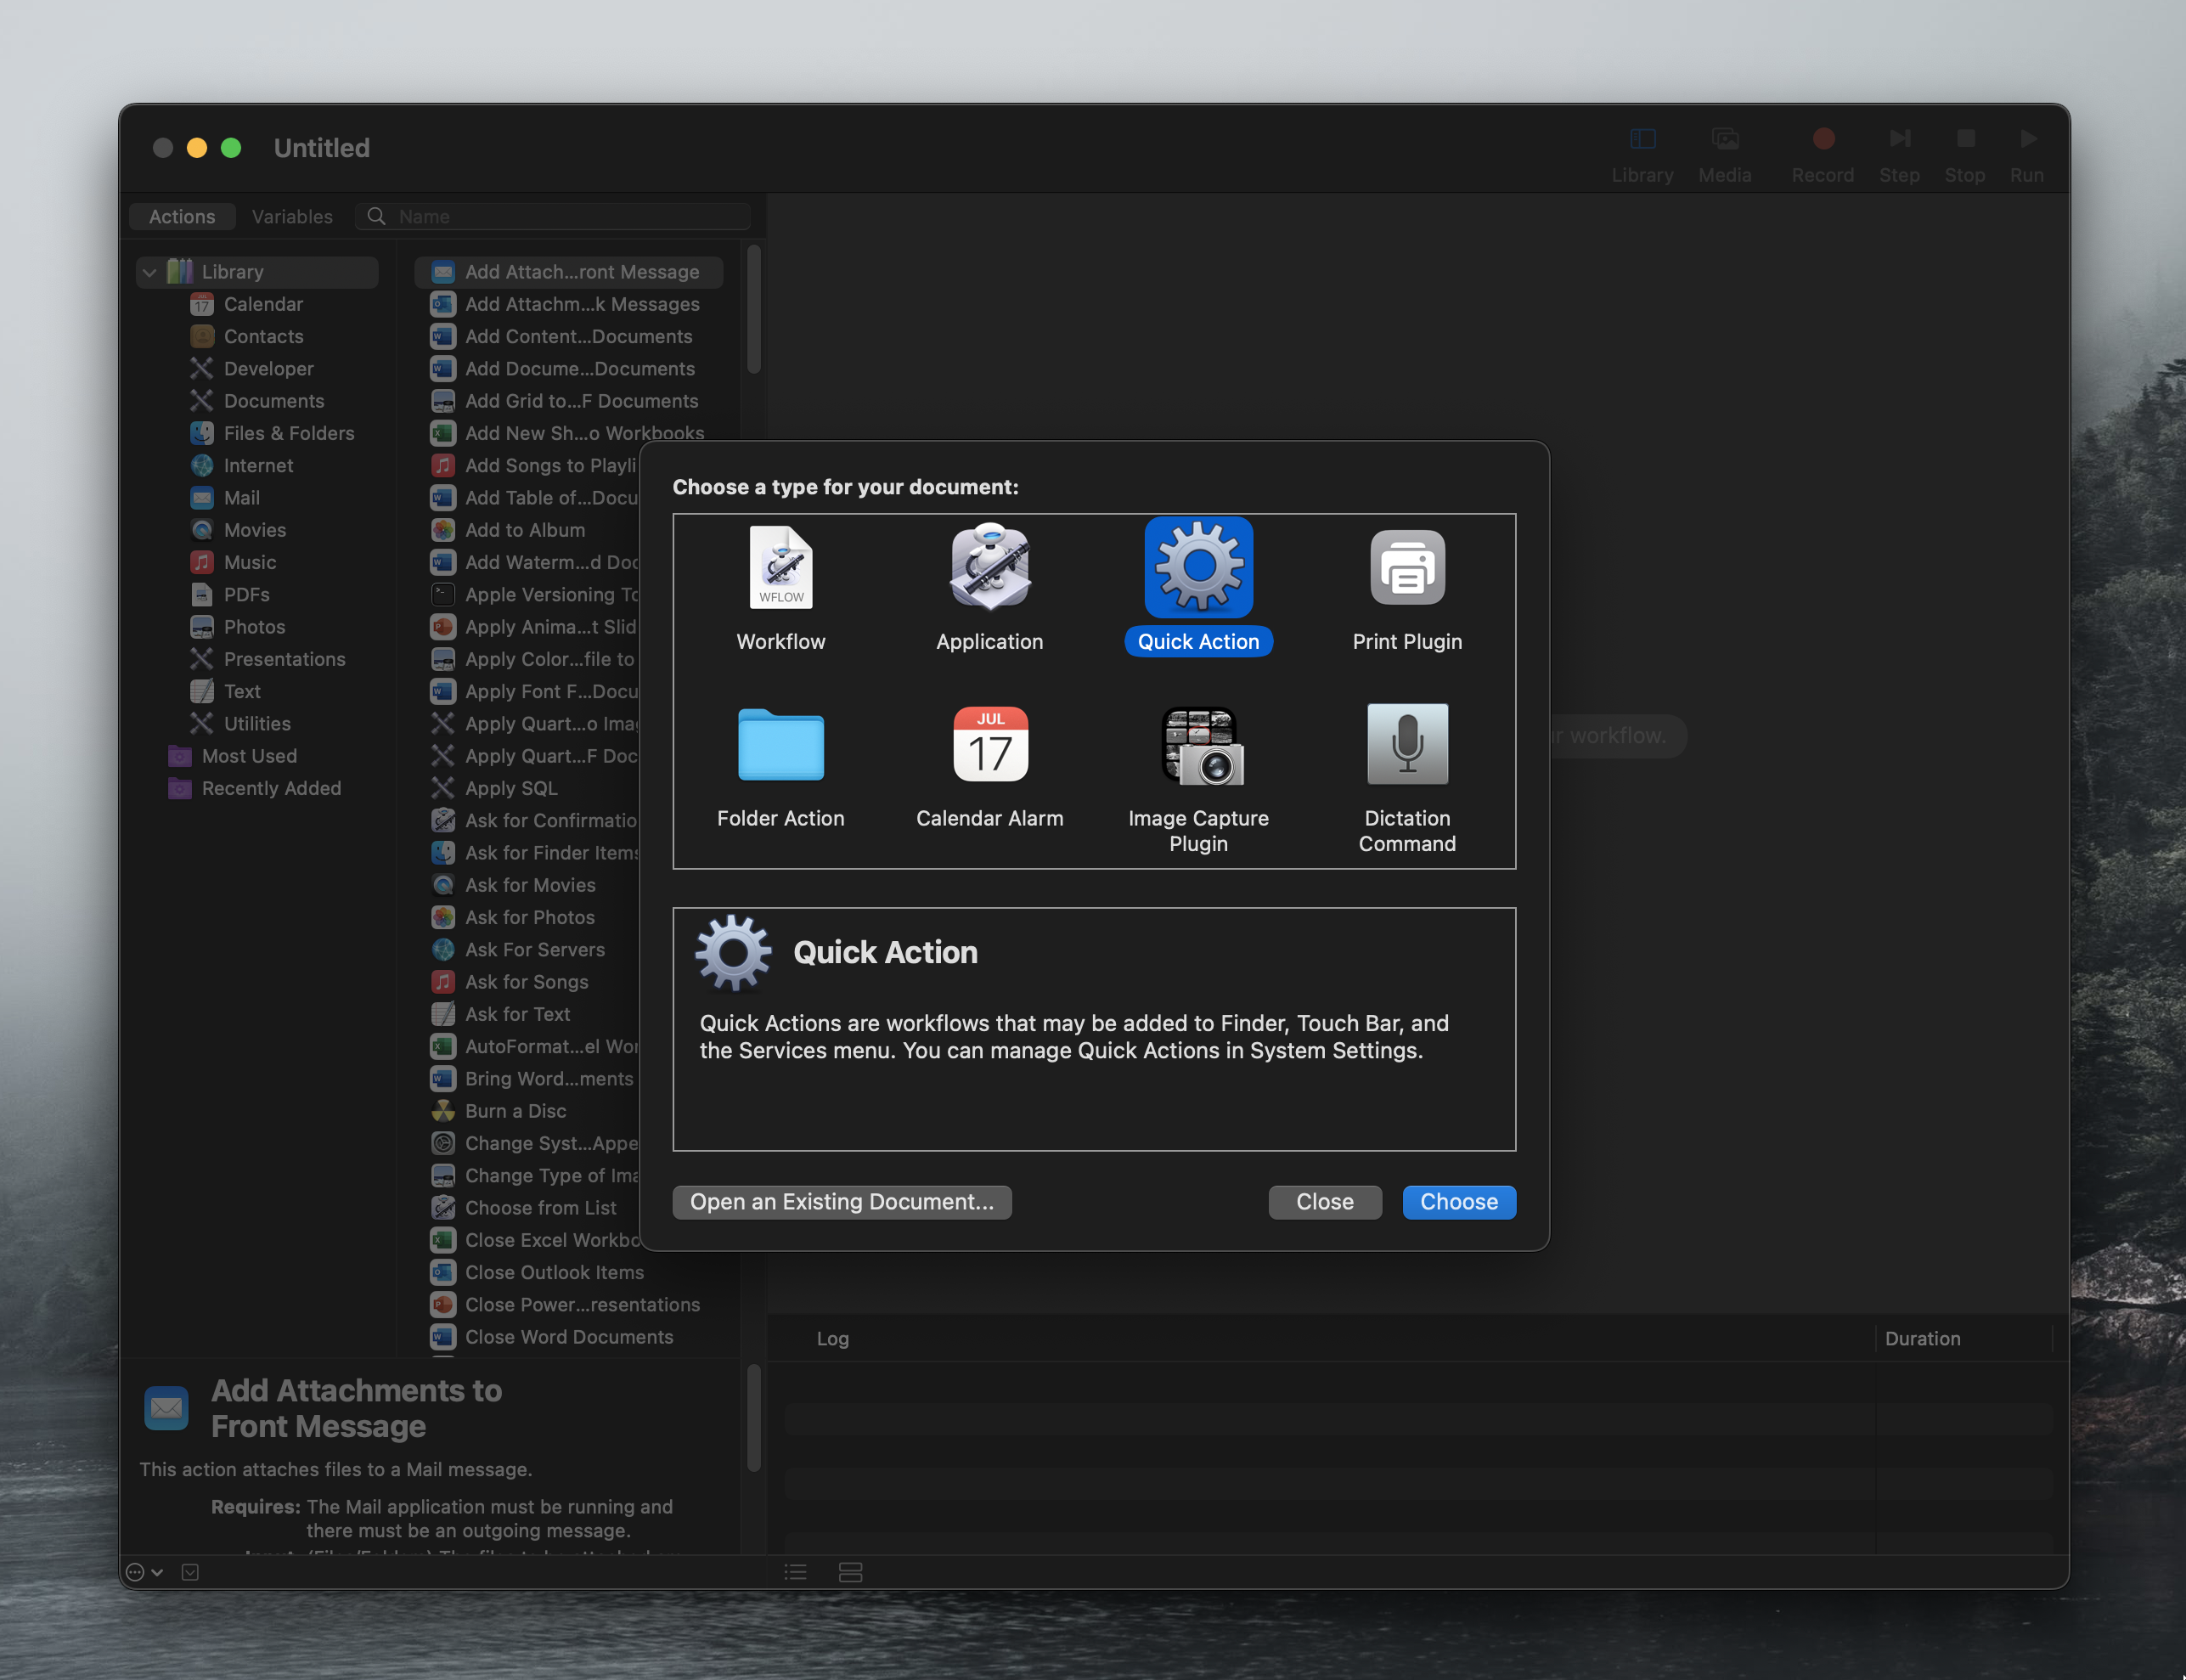 Untitled
Library
Media
Record
Step
Stop
Run
Actions
Variables
Name
Library
Calendar
Contacts
Developer
Documents
Files & Folders
Internet
Mail
Movies
Music
PDFs
Photos
Presentations
Text
Utilities
Most Used
Recently Added
Add Attach...ront Message
Add Attachm...k Messages
Add Content...Documents
Add Docume...Documents
Add Grid to...F Documents
Add New Sh...o Workbooks
Add Songs to Playli
Add Table of...Docu
Add to Album
Add Waterm...d Doc
Apple Versioning To
Apply Anima...t Slid
Apply Color...file to
Apply Font F...Docu
Apply Quart...o Ima
Apply Quart...F Doc
Apply SQL
Ask for Confirmatio
Ask for Finder Items
Ask for Movies
Ask for Photos
Ask For Servers
Ask for Songs
Ask for Text
AutoFormat...el Wor
Bring Word...ments
Burn a Disc
Change Syst...Appe
Change Type of Ima
Choose from List
Close Excel Workbo
Close Outlook Items
Close Power...resentations
Close Word Documents
Choose a type for your document:
WFLOW
Workflow
Application
Quick Action
Print Plugin
Folder Action
JUL
17
Calendar Alarm
Image Capture
Plugin
Dictation
Command
r workflow.
Quick Action
Quick Actions are workflows that may be added to Finder, Touch Bar, and
the Services menu. You can manage Quick Actions in System Settings.
Open an Existing Document...
Close
Choose
Log
Duration
Add Attachments to
Front Message
This action attaches files to a Mail message.
Requires: The Mail application must be running and
there must be an outgoing message.